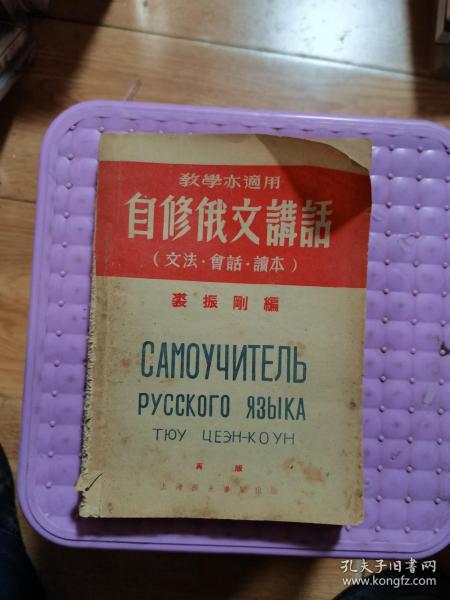 教學亦適用
自修俄文講話
（文法·會話·讀本）
裘振剛編
САМОУЧИТЕЛЬ
РУССКОГО ЯЗЫКА
ТЮУ ЦЕЭН-КОУН
再版
孔夫子旧书网
www.kongfz.com